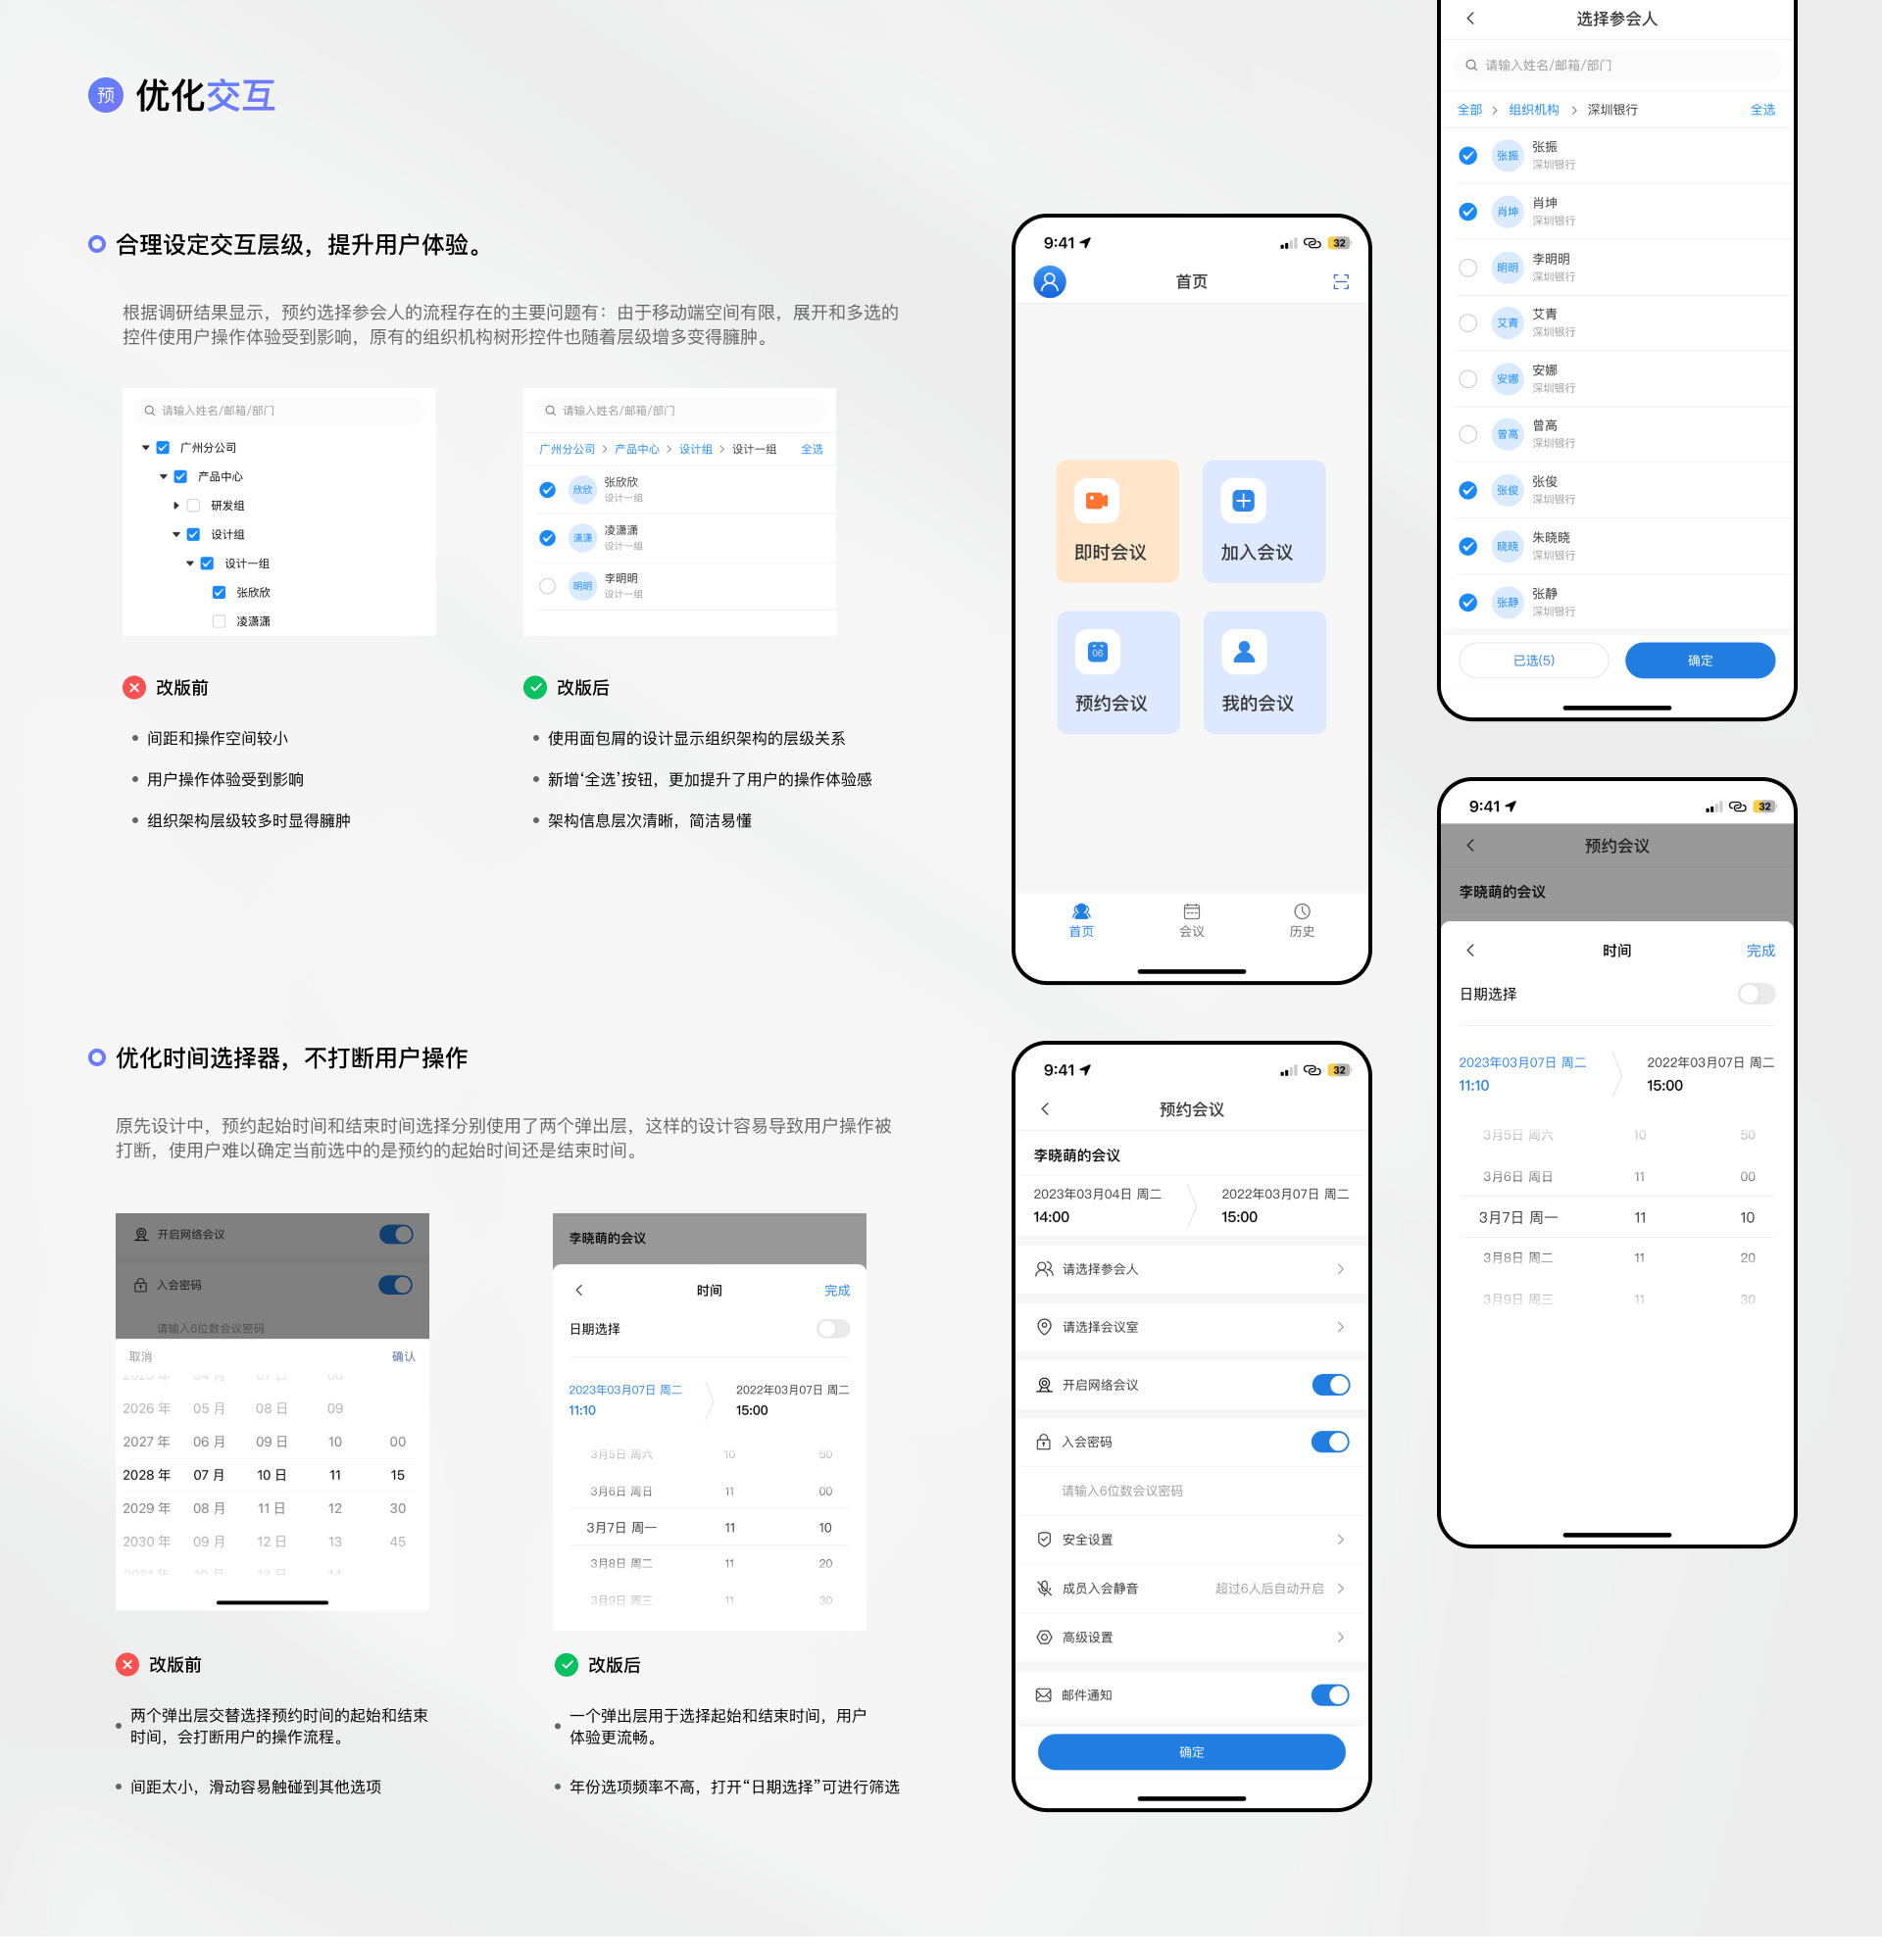 预 优化交互
合理设定交互层级，提升用户体验。
根据调研结果显示，预约选择参会人的流程存在的主要问题有：由于移动端空间有限，展开和多选的
控件使用户操作体验受到影响，原有的组织机构树形控件也随着层级增多变得臃肿。
请输入姓名/邮箱/部门
广州分公司
产品中心
研发组
设计组
设计一组
张欣欣
凌潇潇
请输入姓名/邮箱/部门
广州分公司 > 产品中心 > 设计组 > 设计一组 全选
欣欣 张欣欣
设计一组
潇潇 凌潇潇
设计一组
明明 李明明
设计一组
改版前
间距和操作空间较小
用户操作体验受到影响
组织架构层级较多时显得臃肿
改版后
使用面包屑的设计显示组织架构的层级关系
新增‘全选’按钮，更加提升了用户的操作体验感
架构信息层次清晰，简洁易懂
9:41 32
首页
即时会议
加入会议
06
预约会议
我的会议
首页 会议 历史
选择参会人
请输入姓名/邮箱/部门
全部 > 组织机构 > 深圳银行 全选
张振 张振
深圳银行
肖坤 肖坤
深圳银行
明明 李明明
深圳银行
艾青 艾青
深圳银行
安娜 安娜
深圳银行
曾高 曾高
深圳银行
张俊 张俊
深圳银行
晓晓 朱晓晓
深圳银行
张静 张静
深圳银行
已选(5) 确定
优化时间选择器，不打断用户操作
原先设计中，预约起始时间和结束时间选择分别使用了两个弹出层，这样的设计容易导致用户操作被
打断，使用户难以确定当前选中的是预约的起始时间还是结束时间。
开启网络会议
入会密码
请输入6位数会议密码
取消 确认
2025 年 04 月 07 日 08
2026 年 05 月 08 日 09
2027 年 06 月 09 日 10 00
2028 年 07 月 10 日 11 15
2029 年 08 月 11 日 12 30
2030 年 09 月 12 日 13 45
2031 年 10 月 13 日 14
李晓萌的会议
时间 完成
日期选择
2023年03月07日 周二 2022年03月07日 周二
11:10 15:00
3月5日 周六 10 50
3月6日 周日 11 00
3月7日 周一 11 10
3月8日 周二 11 20
3月9日 周三 11 30
改版前
两个弹出层交替选择预约时间的起始和结束
时间，会打断用户的操作流程。
间距太小，滑动容易触碰到其他选项
改版后
一个弹出层用于选择起始和结束时间，用户
体验更流畅。
年份选项频率不高，打开“日期选择”可进行筛选
9:41 32
预约会议
李晓萌的会议
2023年03月04日 周二 2022年03月07日 周二
14:00 15:00
请选择参会人
请选择会议室
开启网络会议
入会密码
请输入6位数会议密码
安全设置
成员入会静音 超过6人后自动开启
高级设置
邮件通知
确定
9:41 32
预约会议
李晓萌的会议
时间 完成
日期选择
2023年03月07日 周二 2022年03月07日 周二
11:10 15:00
3月5日 周六 10 50
3月6日 周日 11 00
3月7日 周一 11 10
3月8日 周二 11 20
3月9日 周三 11 30